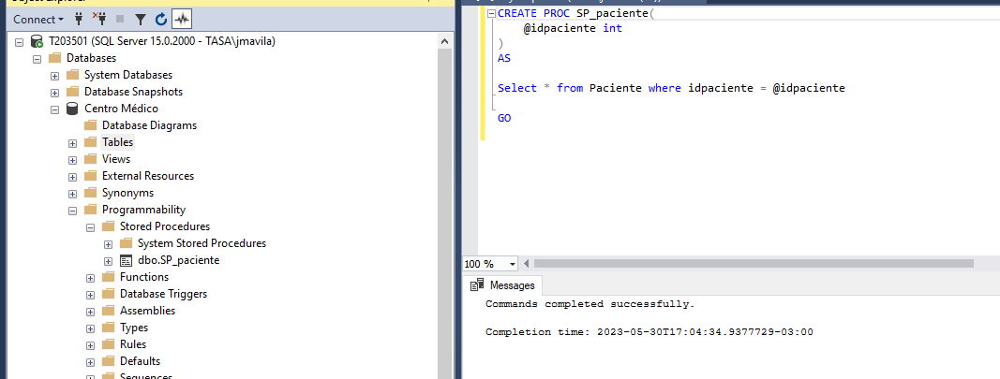 Connect
T203501 (SQL Server 15.0.2000 - TASA\jmavila)
Databases
System Databases
Database Snapshots
Centro Médico
Database Diagrams
Tables
Views
External Resources
Synonyms
Programmability
Stored Procedures
System Stored Procedures
dbo.SP_paciente
Functions
Database Triggers
Assemblies
Types
Rules
Defaults
Sequences
CREATE PROC SP_paciente(
@idpaciente int
)
AS
Select * from Paciente where idpaciente = @idpaciente
GO
100 %
Messages
Commands completed successfully.
Completion time: 2023-05-30T17:04:34.9377729-03:00